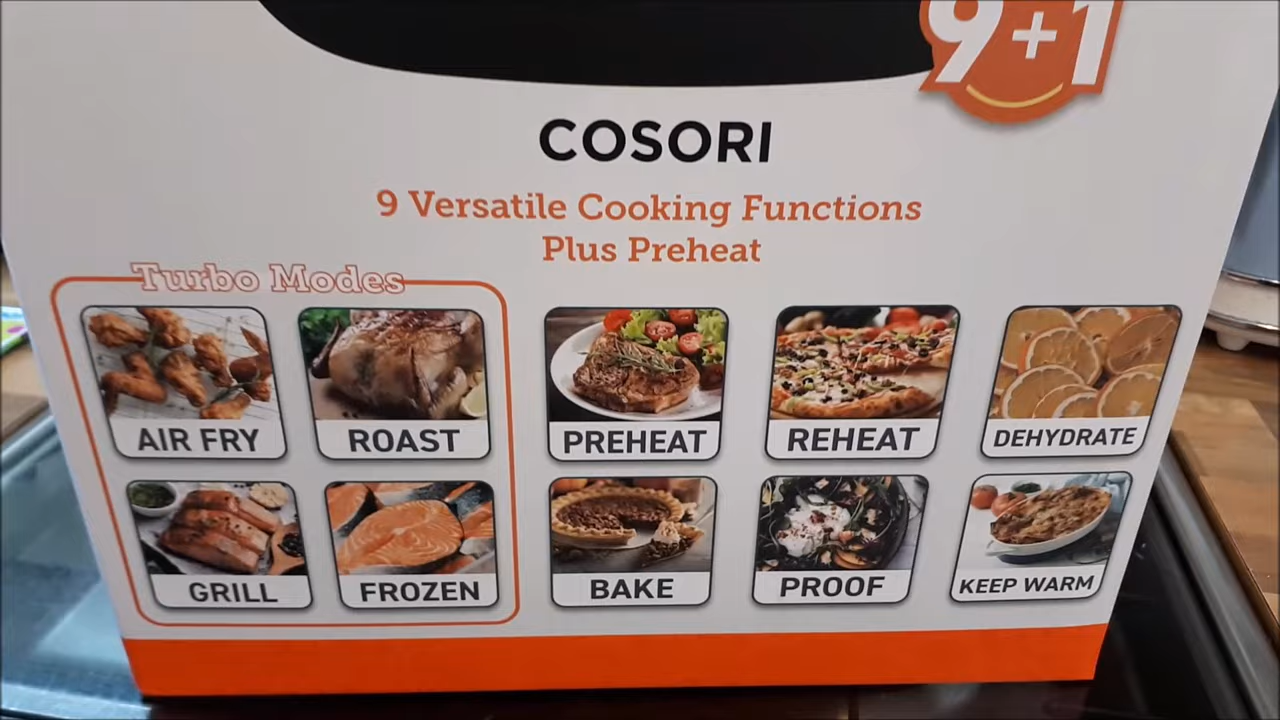 9+1
COSORI
9 Versatile Cooking Functions
Plus Preheat
Turbo Modes
AIR FRY
ROAST
PREHEAT
REHEAT
DEHYDRATE
GRILL
FROZEN
BAKE
PROOF
KEEP WARM